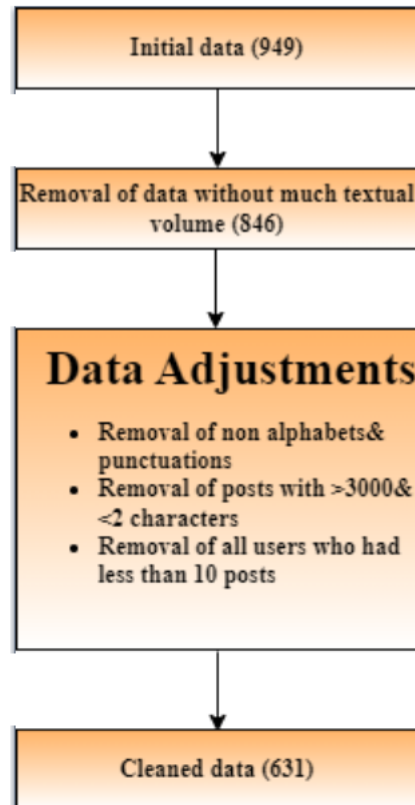 Initial data (949)
Removal of data without much textual
volume (846)
Data Adjustments
• Removal of non alphabets&
punctuations
• Removal of posts with >3000&
<2 characters
• Removal of all users who had
less than 10 posts
Cleaned data (631)